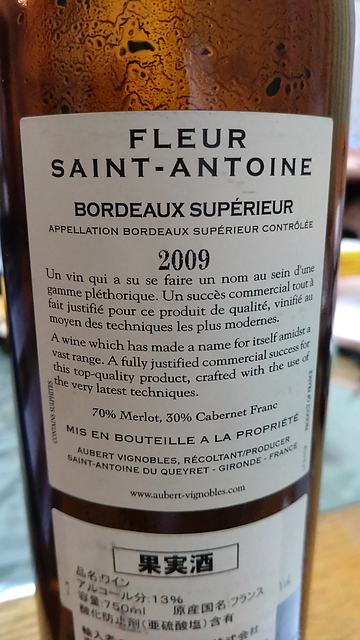 FLEUR
SAINT-ANTOINE
BORDEAUX SUPÉRIEUR
APPELLATION BORDEAUX SUPÉRIEUR CONTRÔLÉE
2009
Un vin qui a su se faire un nom au sein d'une
gamme pléthorique. Un succès commercial tout à
fait justifié pour ce produit de qualité, vinifié au
moyen des techniques les plus modernes.
A wine which has made a name for itself amidst a
vast range. A fully justified commercial success for
this top-quality product, crafted with the use of
the very latest techniques.
70% Merlot, 30% Cabernet Franc
MIS EN BOUTEILLE A LA PROPRIÉTÉ
AUBERT VIGNOBLES, RÉCOLTANT/PRODUCER
SAINT-ANTOINE DU QUEYRET - GIRONDE - FRANCE
www.aubert-vignobles.com
CONTAINS SULPHITES
PRODUCT OF FRANCE
果実酒
品名:ワイン
アルコール分:13%
容量:750ml 原産国名:フランス
酸化防止剤(亜硫酸塩)含有